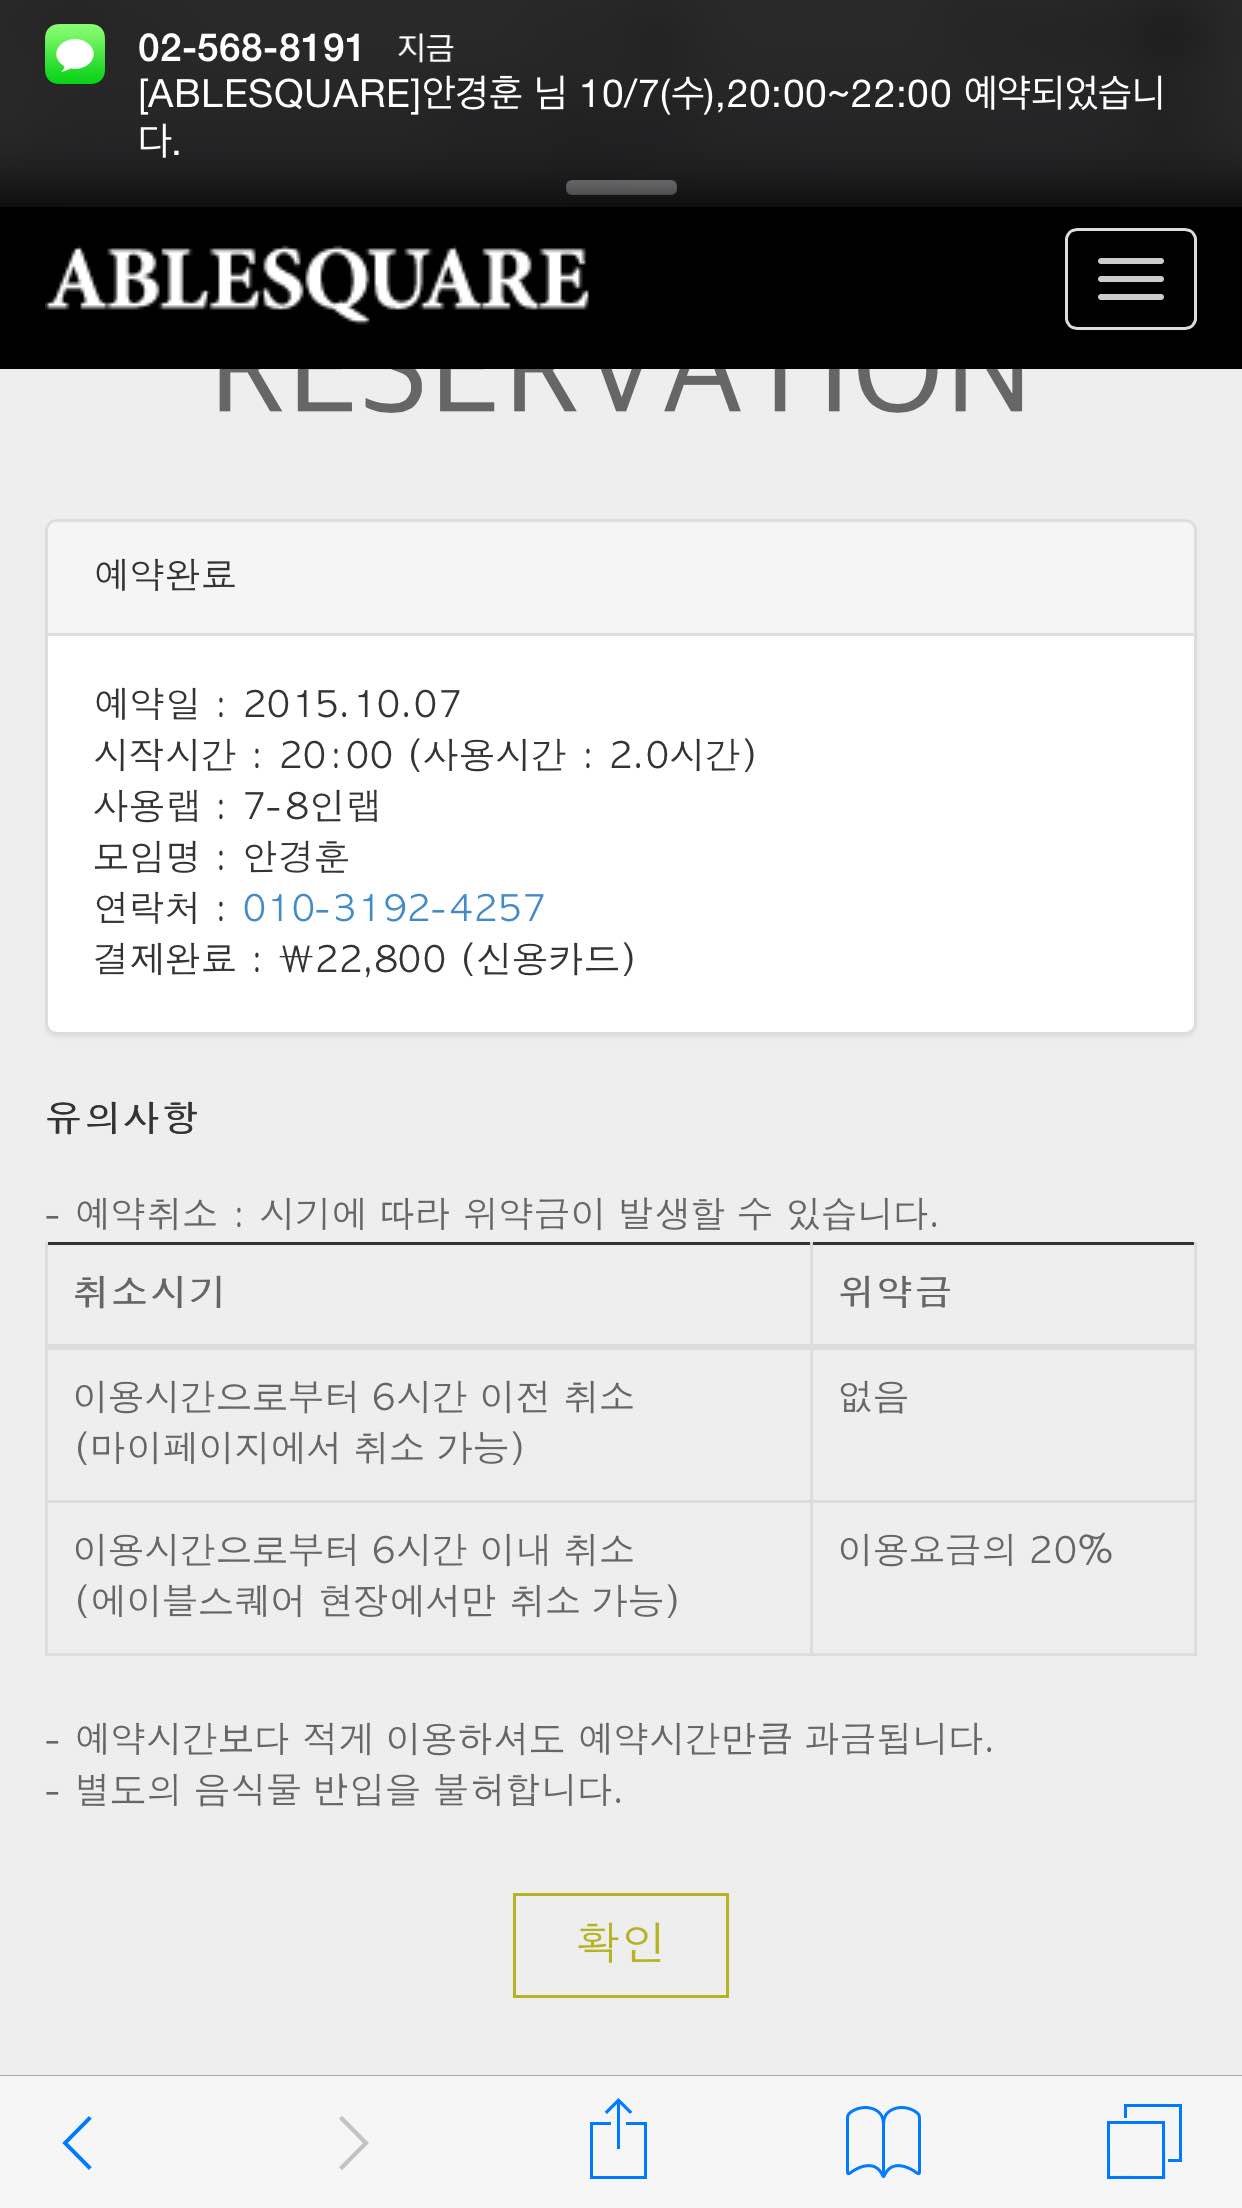 02-568-8191 지금
[ABLESQUARE]안경훈 님 10/7(수),20:00~22:00 예약되었습니
다.
ABLESQUARE
RESERVATION
예약완료
예약일 : 2015.10.07
시작시간 : 20:00 (사용시간 : 2.0시간)
사용랩 : 7-8인랩
모임명 : 안경훈
연락처 : 010-3192-4257
결제완료 : ₩22,800 (신용카드)
유의사항
- 예약취소 : 시기에 따라 위약금이 발생할 수 있습니다.
취소시기 위약금
이용시간으로부터 6시간 이전 취소 없음
(마이페이지에서 취소 가능)
이용시간으로부터 6시간 이내 취소 이용요금의 20%
(에이블스퀘어 현장에서만 취소 가능)
- 예약시간보다 적게 이용하셔도 예약시간만큼 과금됩니다.
- 별도의 음식물 반입을 불허합니다.
확인